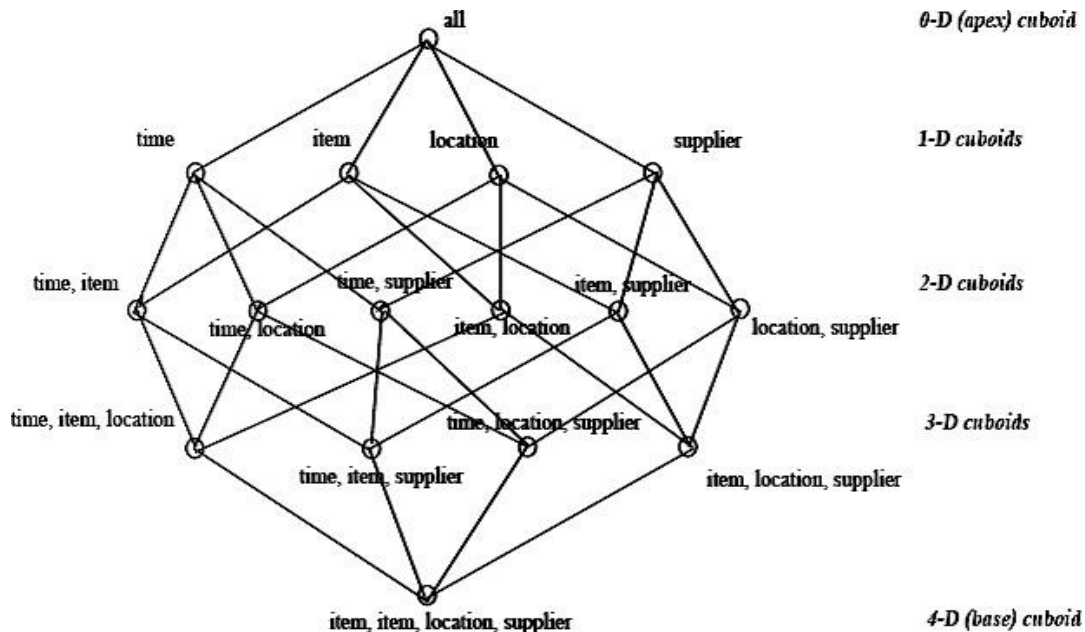 all
0-D (apex) cuboid
time
item
location
supplier
1-D cuboids
time, item
time, supplier
item, supplier
2-D cuboids
time, location
item, location
location, supplier
time, item, location
time, location, supplier
3-D cuboids
time, item, supplier
item, location, supplier
item, item, location, supplier
4-D (base) cuboid